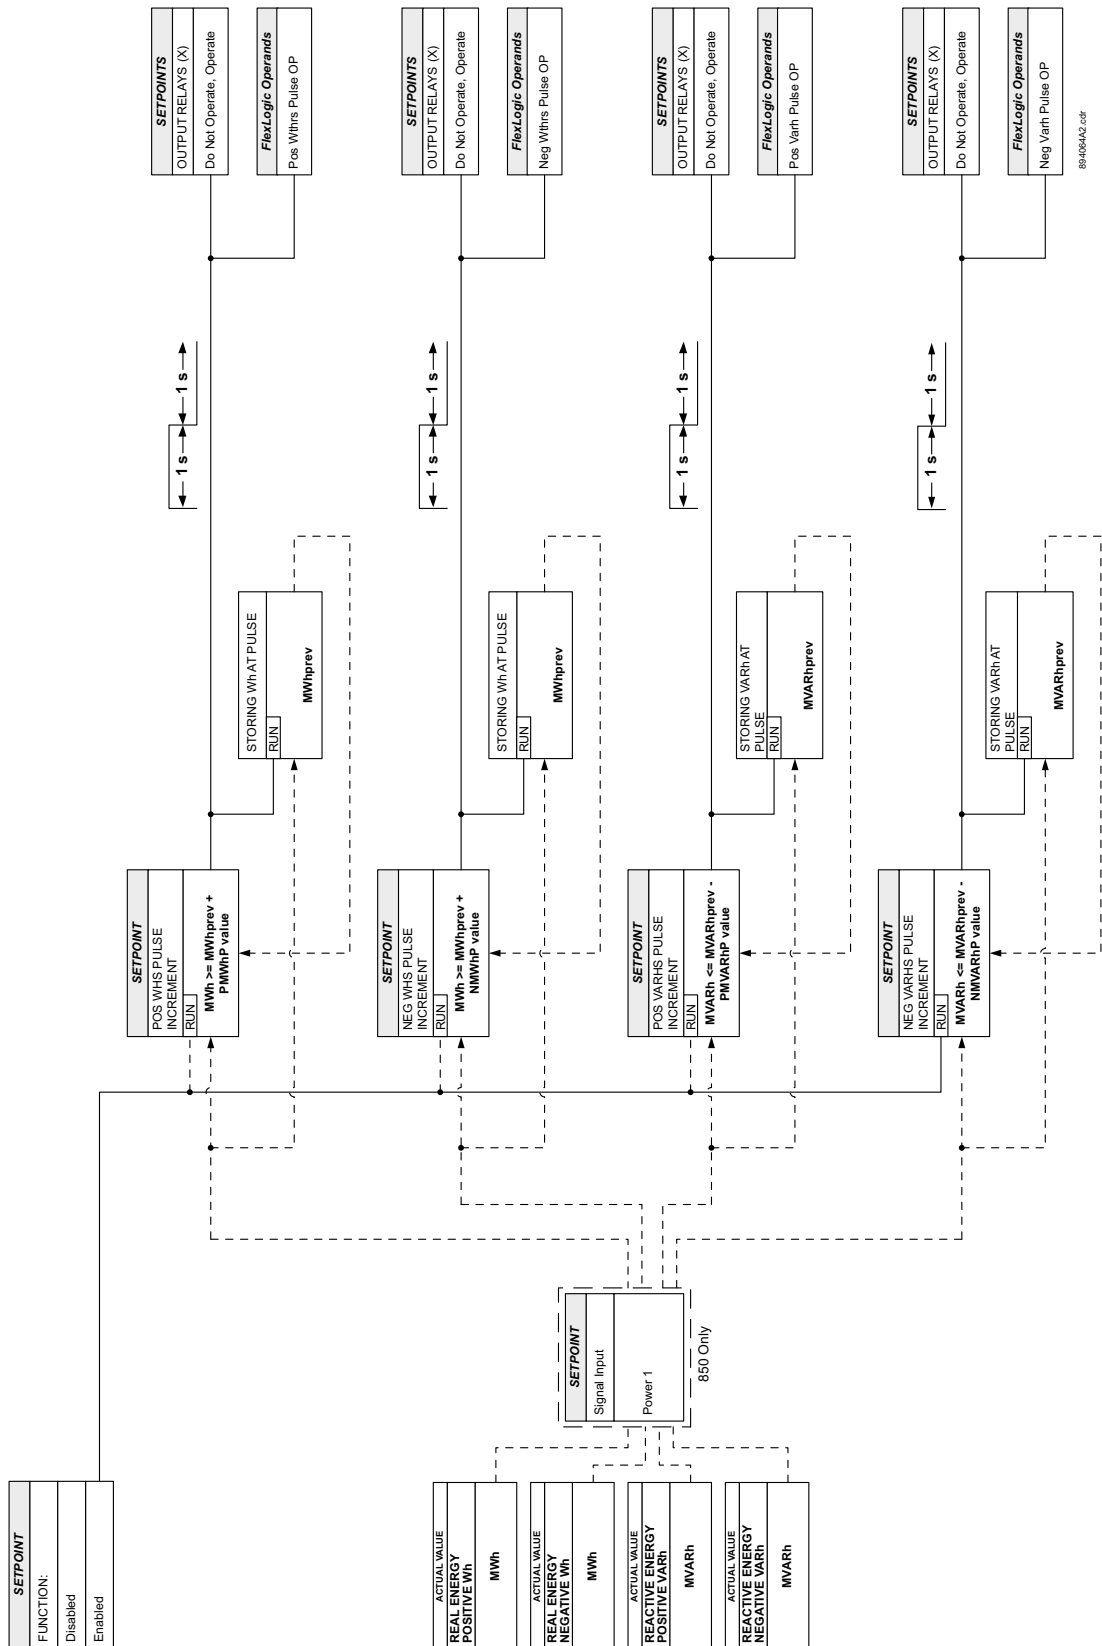 SETPOINT
FUNCTION:
Disabled
Enabled
ACTUAL VALUE
REAL ENERGY
POSITIVE Wh
MWh
ACTUAL VALUE
REAL ENERGY
NEGATIVE Wh
MWh
ACTUAL VALUE
REACTIVE ENERGY
POSITIVE VARh
MVARh
ACTUAL VALUE
REACTIVE ENERGY
NEGATIVE VARh
MVARh
SETPOINT
Signal Input
Power 1
850 Only
SETPOINT
POS WHS PULSE
INCREMENT
RUN
MWh >= MWhprev +
PMWhP value
SETPOINT
NEG WHS PULSE
INCREMENT
RUN
MWh >= MWhprev +
NMWhP value
SETPOINT
POS VARHS PULSE
INCREMENT
RUN
MVARh <= MVARhprev -
PMVARhP value
SETPOINT
NEG VARHS PULSE
INCREMENT
RUN
MVARh <= MVARhprev -
NMVARhP value
STORING Wh AT PULSE
RUN
MWhprev
STORING Wh AT PULSE
RUN
MWhprev
STORING VARh AT
PULSE
RUN
MVARhprev
STORING VARh AT
PULSE
RUN
MVARhprev
1 s
1 s
1 s
1 s
1 s
1 s
1 s
1 s
SETPOINTS
OUTPUT RELAYS (X)
Do Not Operate, Operate
FlexLogic Operands
Pos Wthrs Pulse OP
SETPOINTS
OUTPUT RELAYS (X)
Do Not Operate, Operate
FlexLogic Operands
Neg Wthrs Pulse OP
SETPOINTS
OUTPUT RELAYS (X)
Do Not Operate, Operate
FlexLogic Operands
Pos Varh Pulse OP
SETPOINTS
OUTPUT RELAYS (X)
Do Not Operate, Operate
FlexLogic Operands
Neg Varh Pulse OP
894064A2.cdr